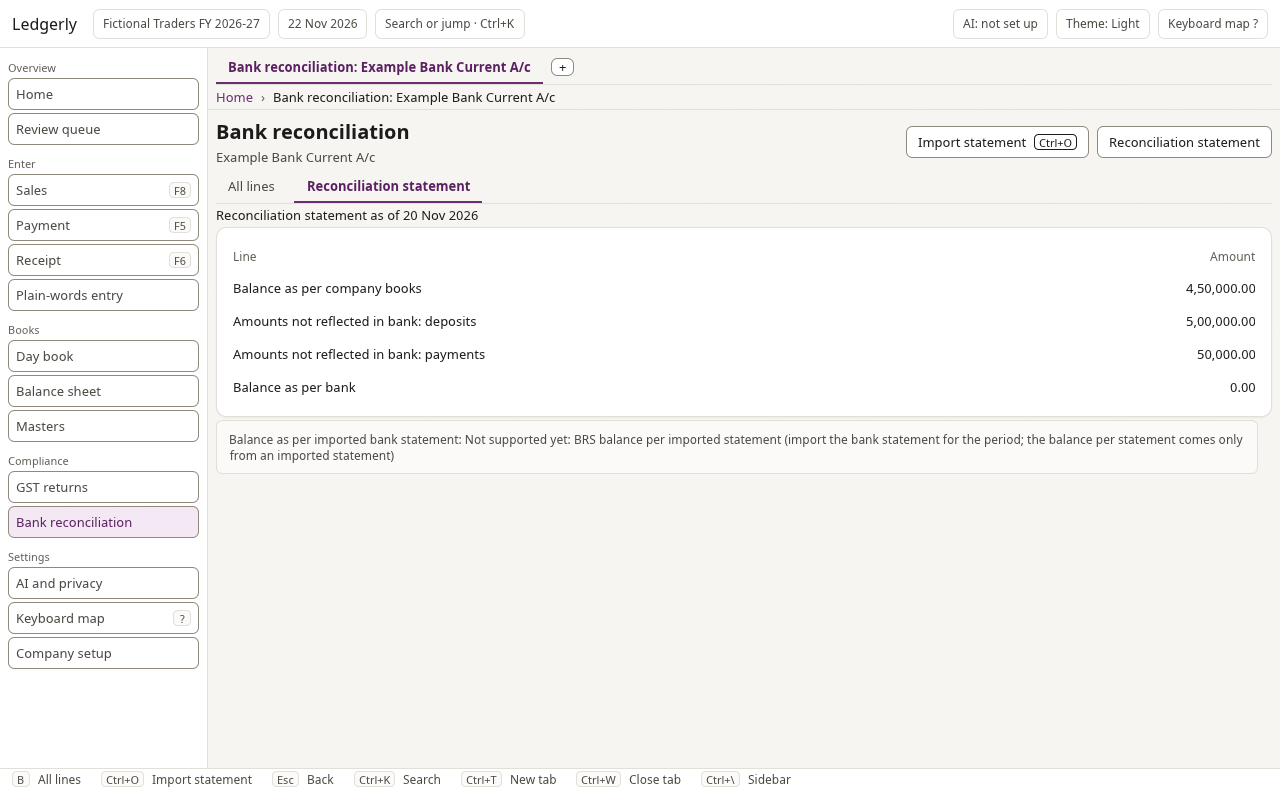 Ledgerly
Fictional Traders FY 2026-27
22 Nov 2026
Search or jump · Ctrl+K
AI: not set up
Theme: Light
Keyboard map ?
Overview
Home
Review queue
Enter
Sales F8
Payment F5
Receipt F6
Plain-words entry
Books
Day book
Balance sheet
Masters
Compliance
GST returns
Bank reconciliation
Settings
AI and privacy
Keyboard map ?
Company setup
Bank reconciliation: Example Bank Current A/c +
Home › Bank reconciliation: Example Bank Current A/c
Bank reconciliation
Example Bank Current A/c
Import statement Ctrl+O
Reconciliation statement
All lines
Reconciliation statement
Reconciliation statement as of 20 Nov 2026
Line Amount
Balance as per company books 4,50,000.00
Amounts not reflected in bank: deposits 5,00,000.00
Amounts not reflected in bank: payments 50,000.00
Balance as per bank 0.00
Balance as per imported bank statement: Not supported yet: BRS balance per imported statement (import the bank statement for the period; the balance per statement comes only
from an imported statement)
B All lines Ctrl+O Import statement Esc Back Ctrl+K Search Ctrl+T New tab Ctrl+W Close tab Ctrl+\ Sidebar